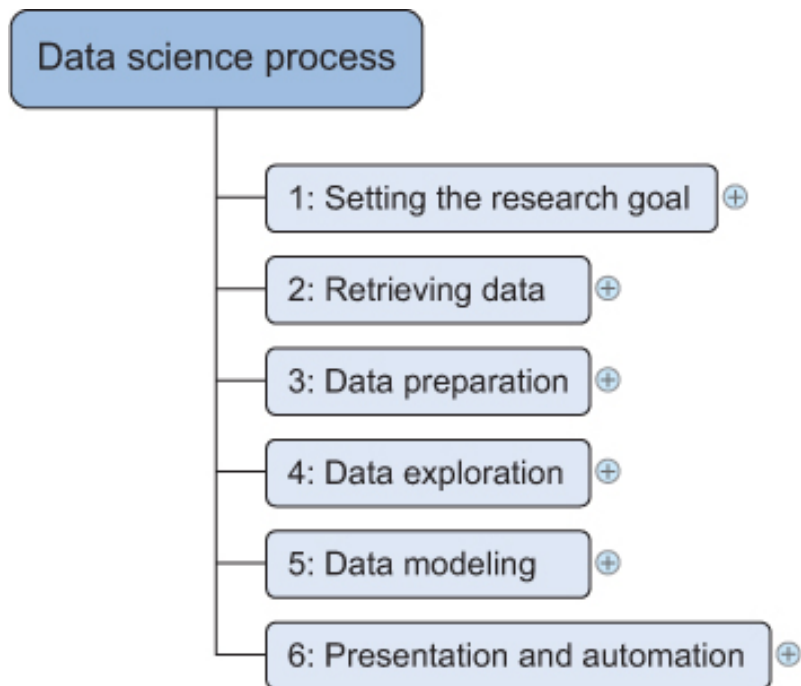 Data science process
1: Setting the research goal
2: Retrieving data
3: Data preparation
4: Data exploration
5: Data modeling
6: Presentation and automation